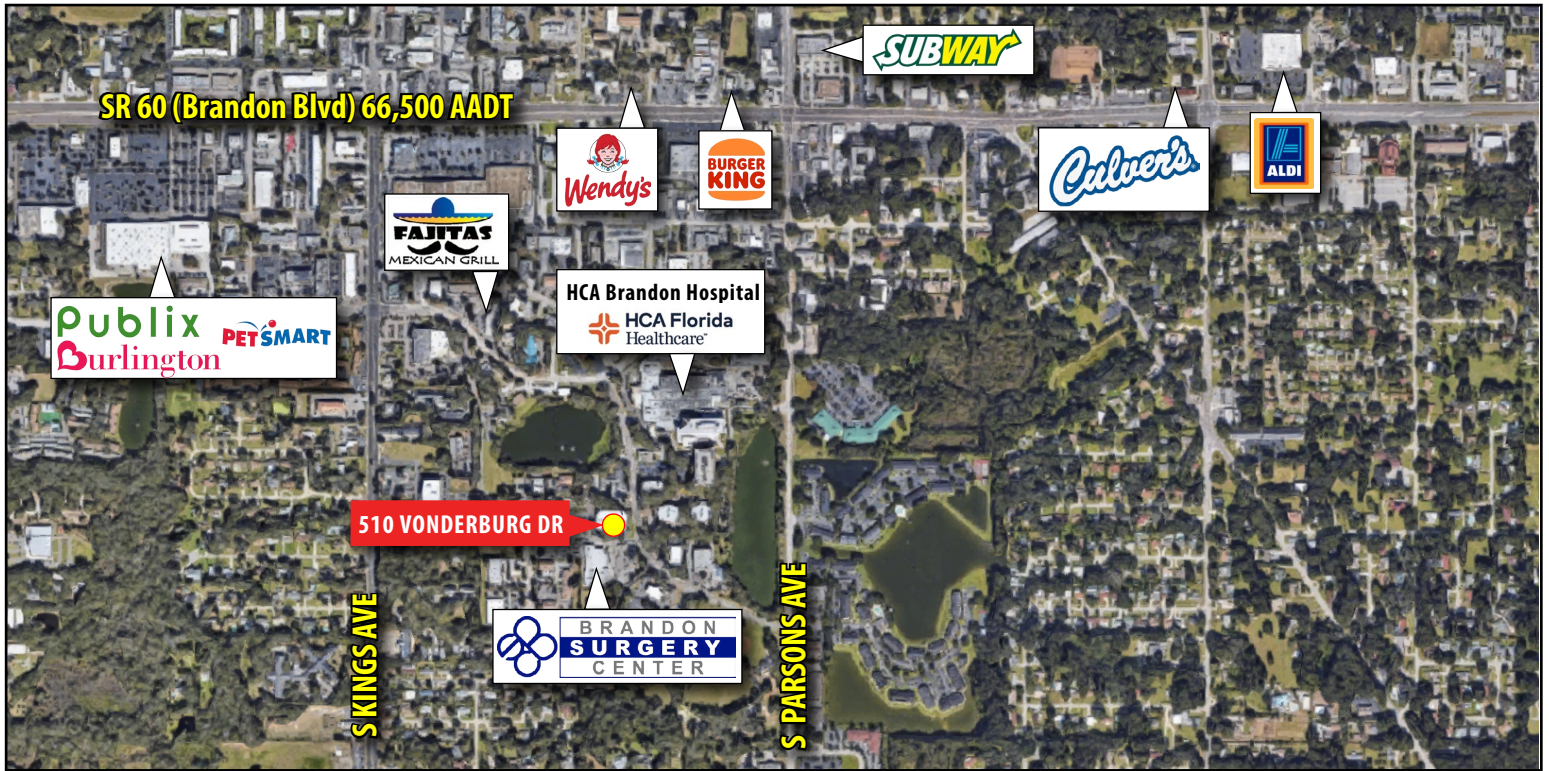 SUBWAY
SR 60 (Brandon Blvd) 66,500 AADT
Wendy's
BURGER
KING
Culver's
ALDI
FAJITAS
MEXICAN GRILL
HCA Brandon Hospital
HCA Florida
Healthcare™
Publix
PETSMART
Burlington
510 VONDERBURG DR
S KINGS AVE
S PARSONS AVE
BRANDON
SURGERY
CENTER